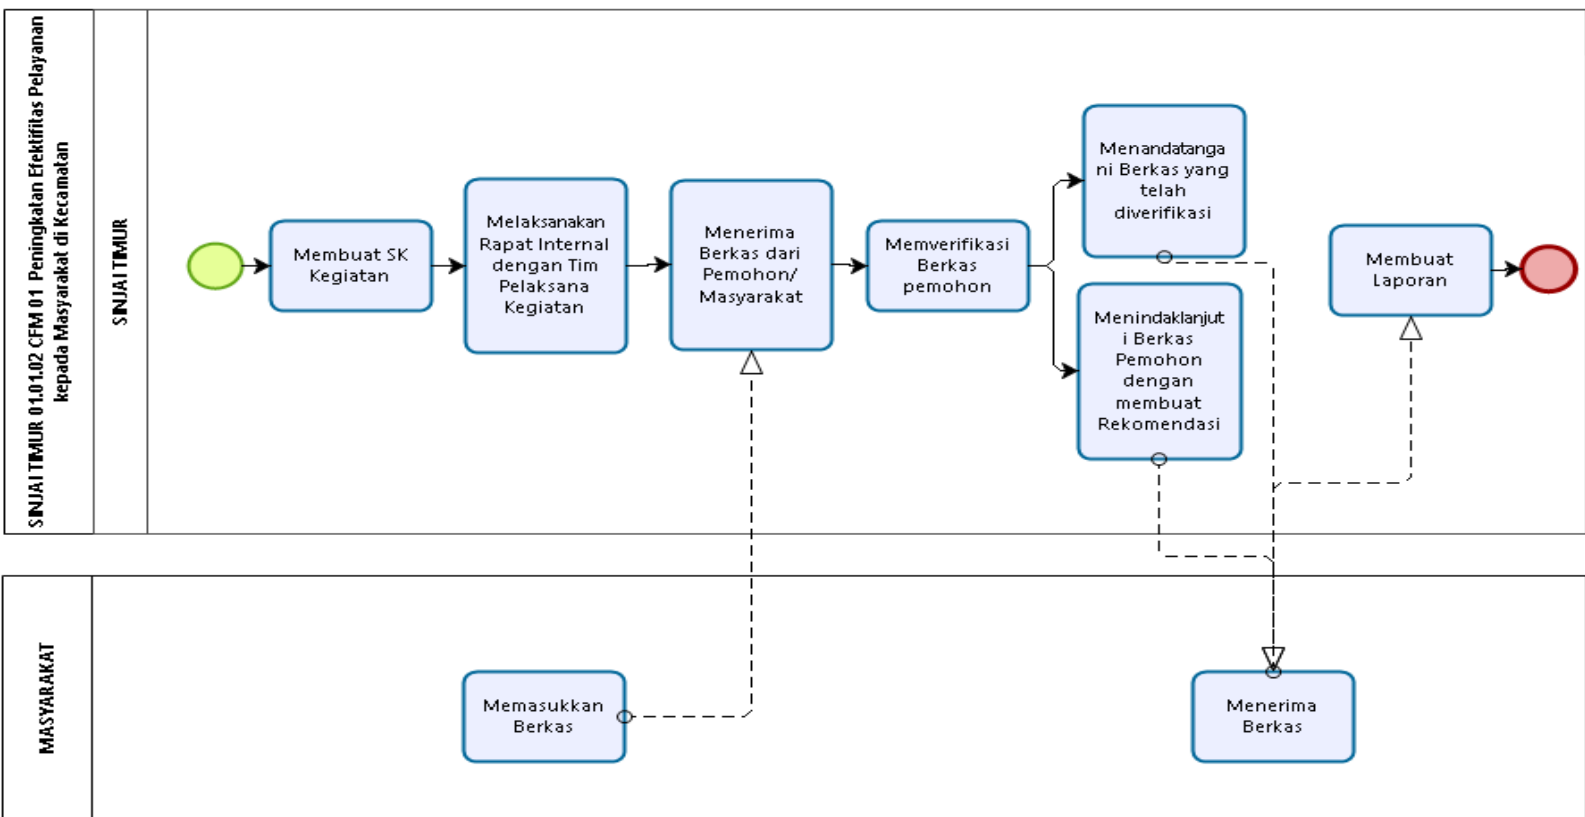 SINJAI TIMUR 01.01.02 CFM 01 Peningkatan Efektifitas Pelayanan
kepada Masyarakat di Kecamatan
SINJAI TIMUR
Membuat SK
Kegiatan
Melaksanakan
Rapat Internal
dengan Tim
Pelaksana
Kegiatan
Menerima
Berkas dari
Pemohon/
Masyarakat
Memverifikasi
Berkas
pemohon
Menandatanga
ni Berkas yang
telah
diverifikasi
Menindaklanjut
i Berkas
Pemohon
dengan
membuat
Rekomendasi
Membuat
Laporan
MASYARAKAT
Memasukkan
Berkas
Menerima
Berkas